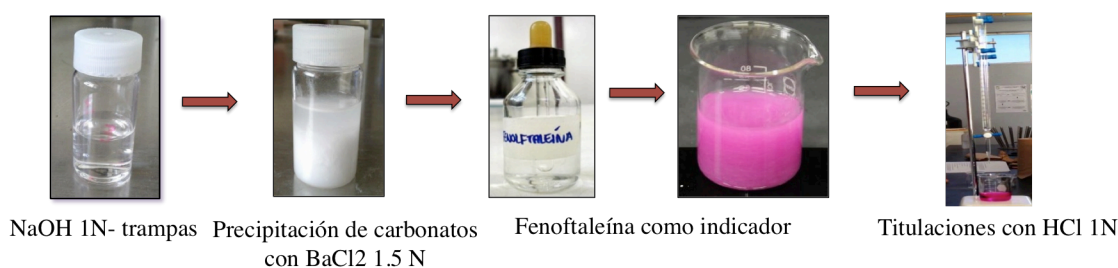 FENOLFTALEÍNA
NaOH 1N- trampas
Precipitación de carbonatos
con BaCl2 1.5 N
Fenoftaleína como indicador
Titulaciones con HCl 1N